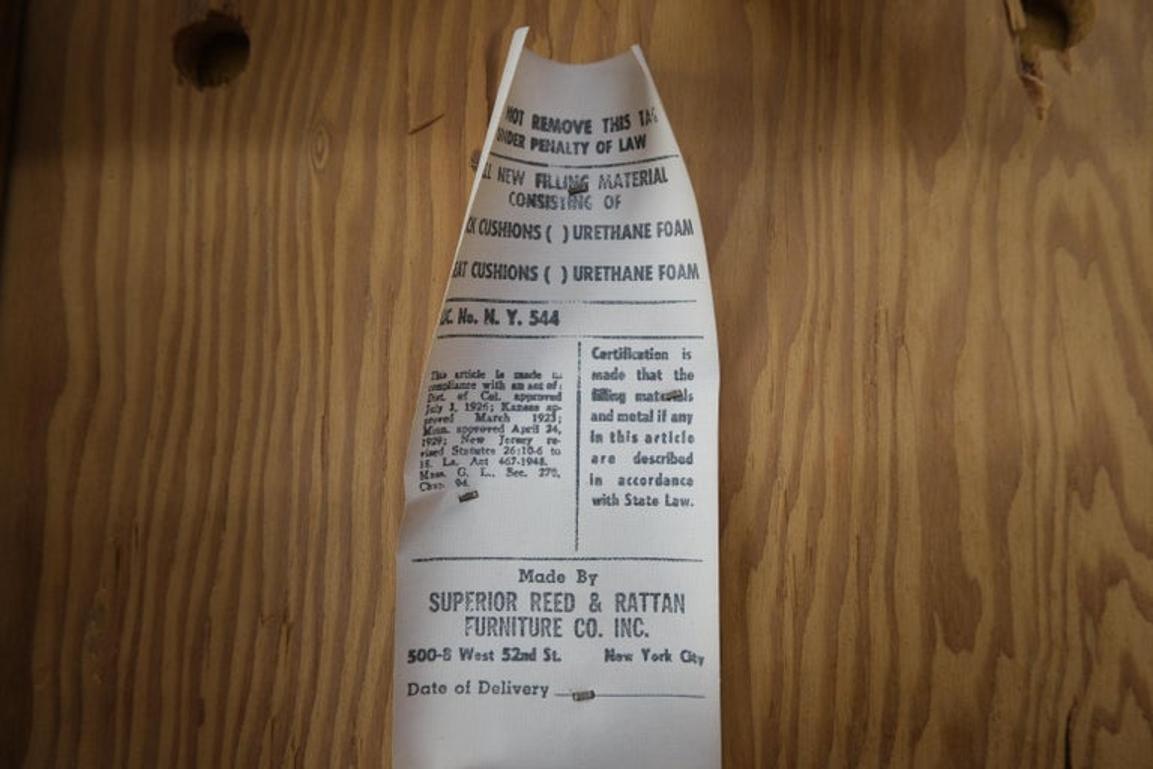 NOT REMOVE THIS TAG
UNDER PENALTY OF LAW
NEW FILLING MATERIAL
CONSISTING OF
CUSHIONS ( ) URETHANE FOAM
CUSHIONS ( ) URETHANE FOAM
No. N. Y. 544
This article is made in
compliance with an act of
Dist. of Col. approved
July 3, 1926; Kansas ap-
proved March 1923;
Minn. approved April 24,
1929; New Jersey re-
vised Statutes 26:10-6 to
18. La. Act 467-1948.
Mass. G. L., Sec. 270,
Chap. 94.
Certification is
made that the
filling materials
and metal if any
in this article
are described
in accordance
with State Law.
Made By
SUPERIOR REED & RATTAN
FURNITURE CO. INC.
500-8 West 52nd St. New York City
Date of Delivery